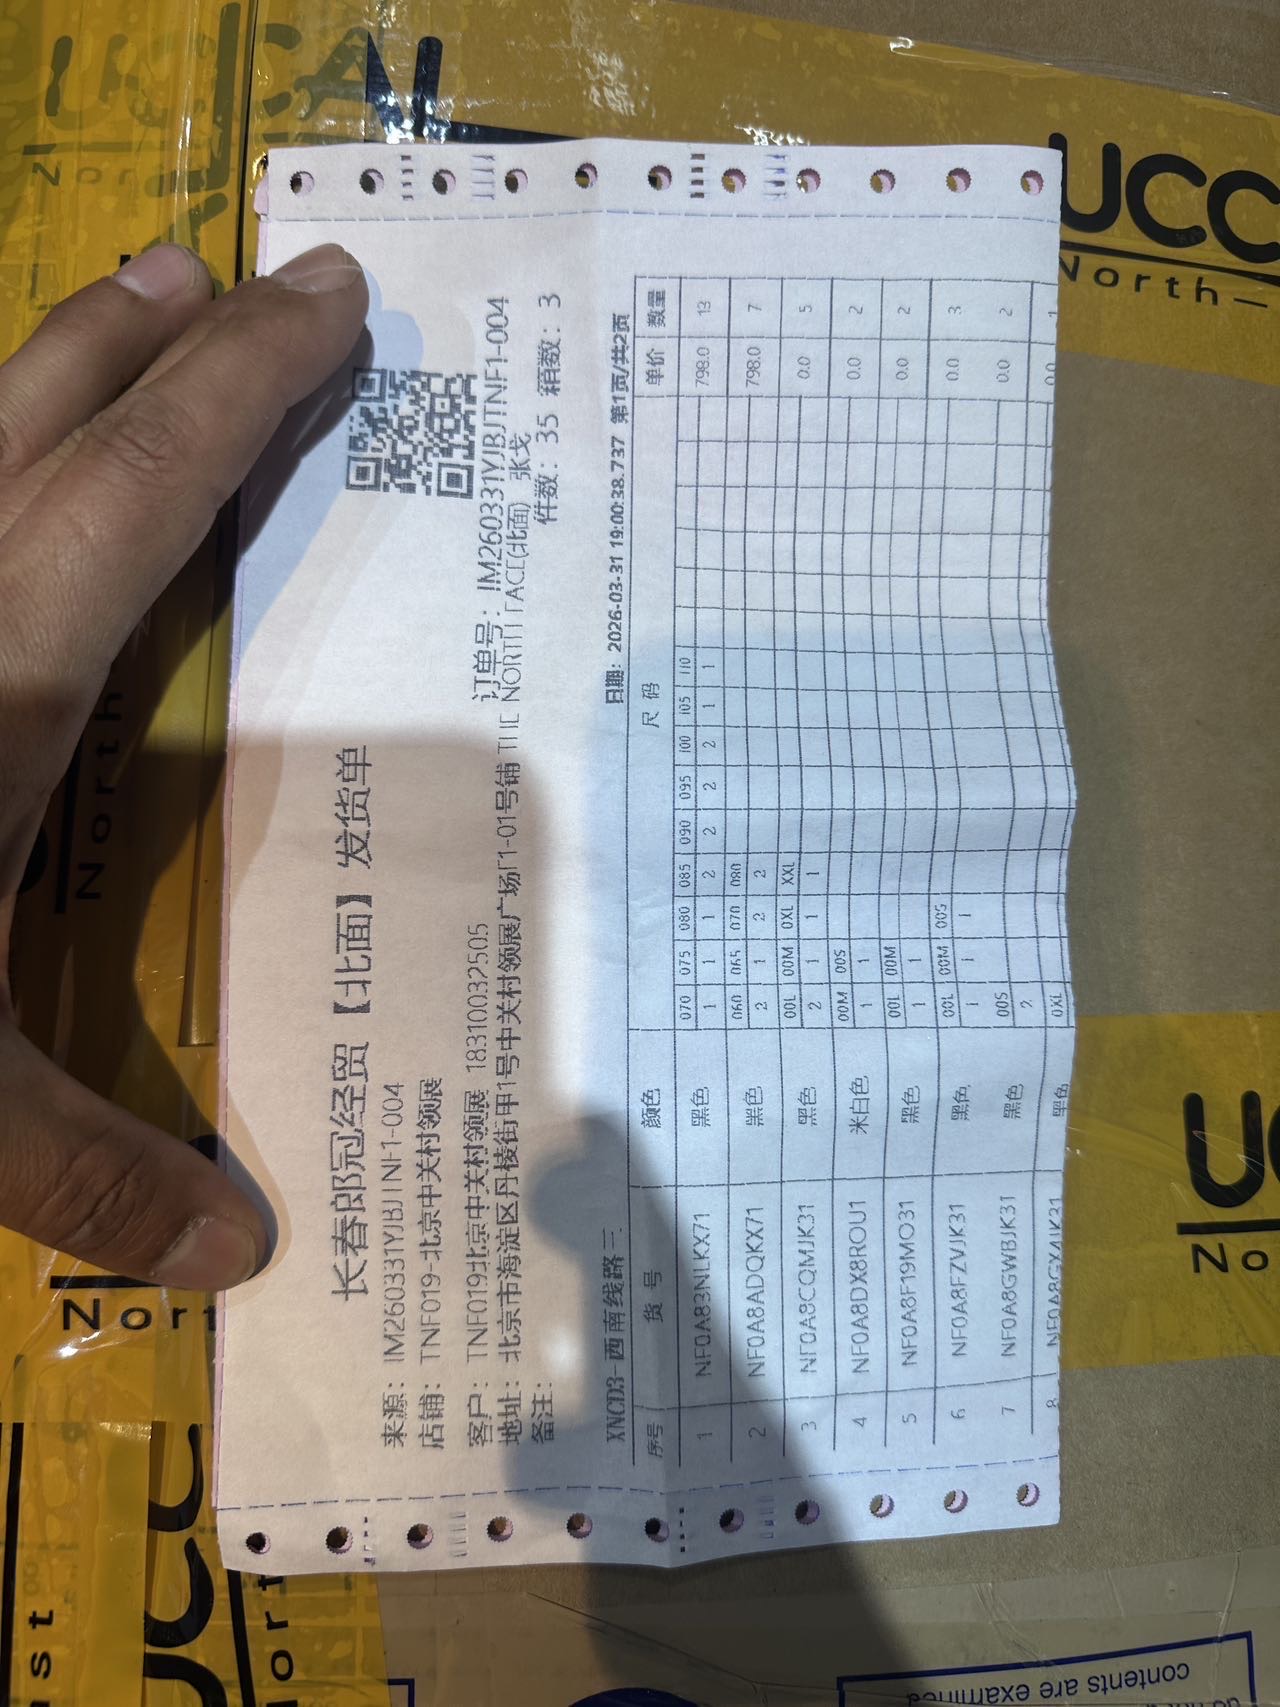 长春郎冠经贸【北面】发货单
来源: IM260331YJBJTNF1-004
订单号: IM260331YJBJTNF1-004
店铺: TNF019-北京中关村领展
客户: TNF019北京中关村领展 18310032505
地址: 北京市海淀区丹棱街甲1号中关村领展广场F1-01号铺 THE NORTH FACE(北面) 张戈
备注:
件数: 35 箱数: 3
XNCD3-西南线路三 日期: 2026-03-31 19:00:38.737 第1页/共2页
序号 货 号 颜色 尺 码 单价 数量
070 075 080 085 090 095 100 105 110
1 NF0A83NLKX71 黑色 1 1 1 2 2 2 2 1 1 798.0 13
060 065 070 080
2 NF0A8ADQKX71 黑色 2 1 2 2 798.0 7
00L 00M 0XL XXL
3 NF0A8CQMJK31 黑色 2 1 1 1 0.0 5
00M 00S
4 NF0A8DX8ROU1 米白色 1 1 0.0 2
00L 00M
5 NF0A8F19MO31 黑色 1 1 0.0 2
00L 00M 00S
6 NF0A8FZVJK31 黑色 1 1 1 0.0 3
00S
7 NF0A8GWBJK31 黑色 2 0.0 2
0XL
8 黑色 0.0 1
UCC
North-
contents are examined